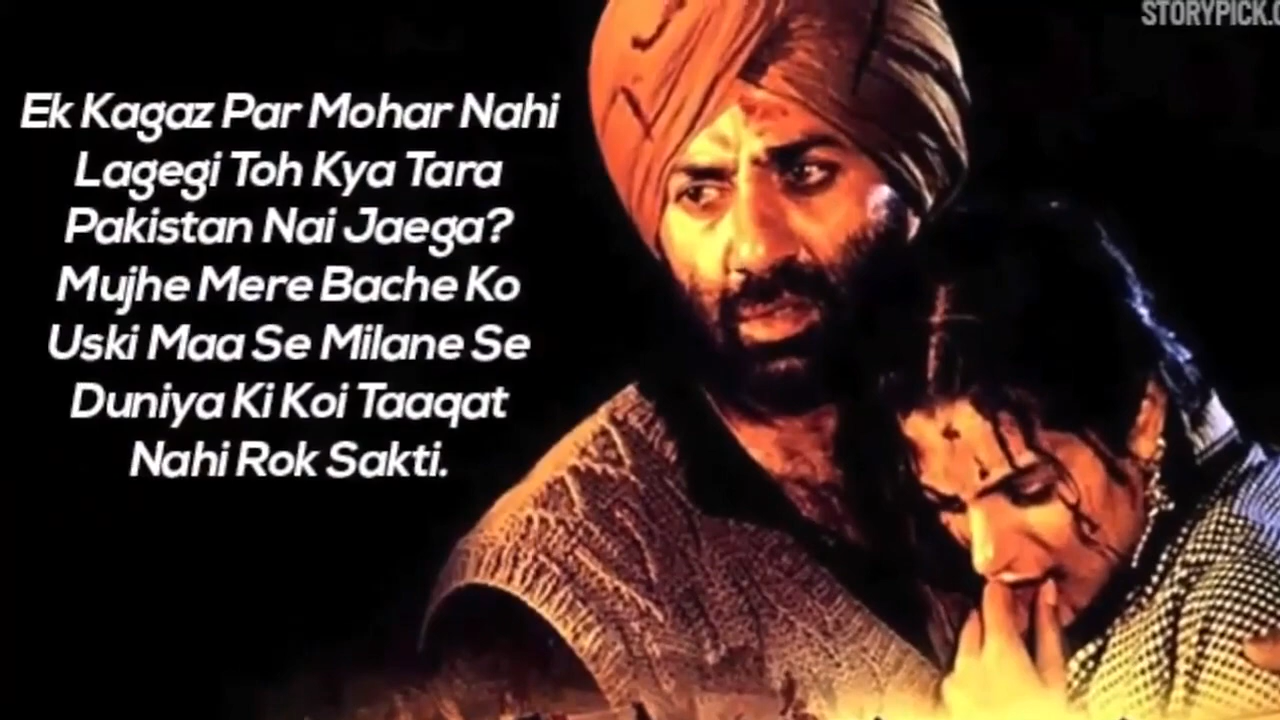 STORYPICK.C
Ek Kagaz Par Mohar Nahi
Lagegi Toh Kya Tara
Pakistan Nai Jaega?
Mujhe Mere Bache Ko
Uski Maa Se Milane Se
Duniya Ki Koi Taaqat
Nahi Rok Sakti.